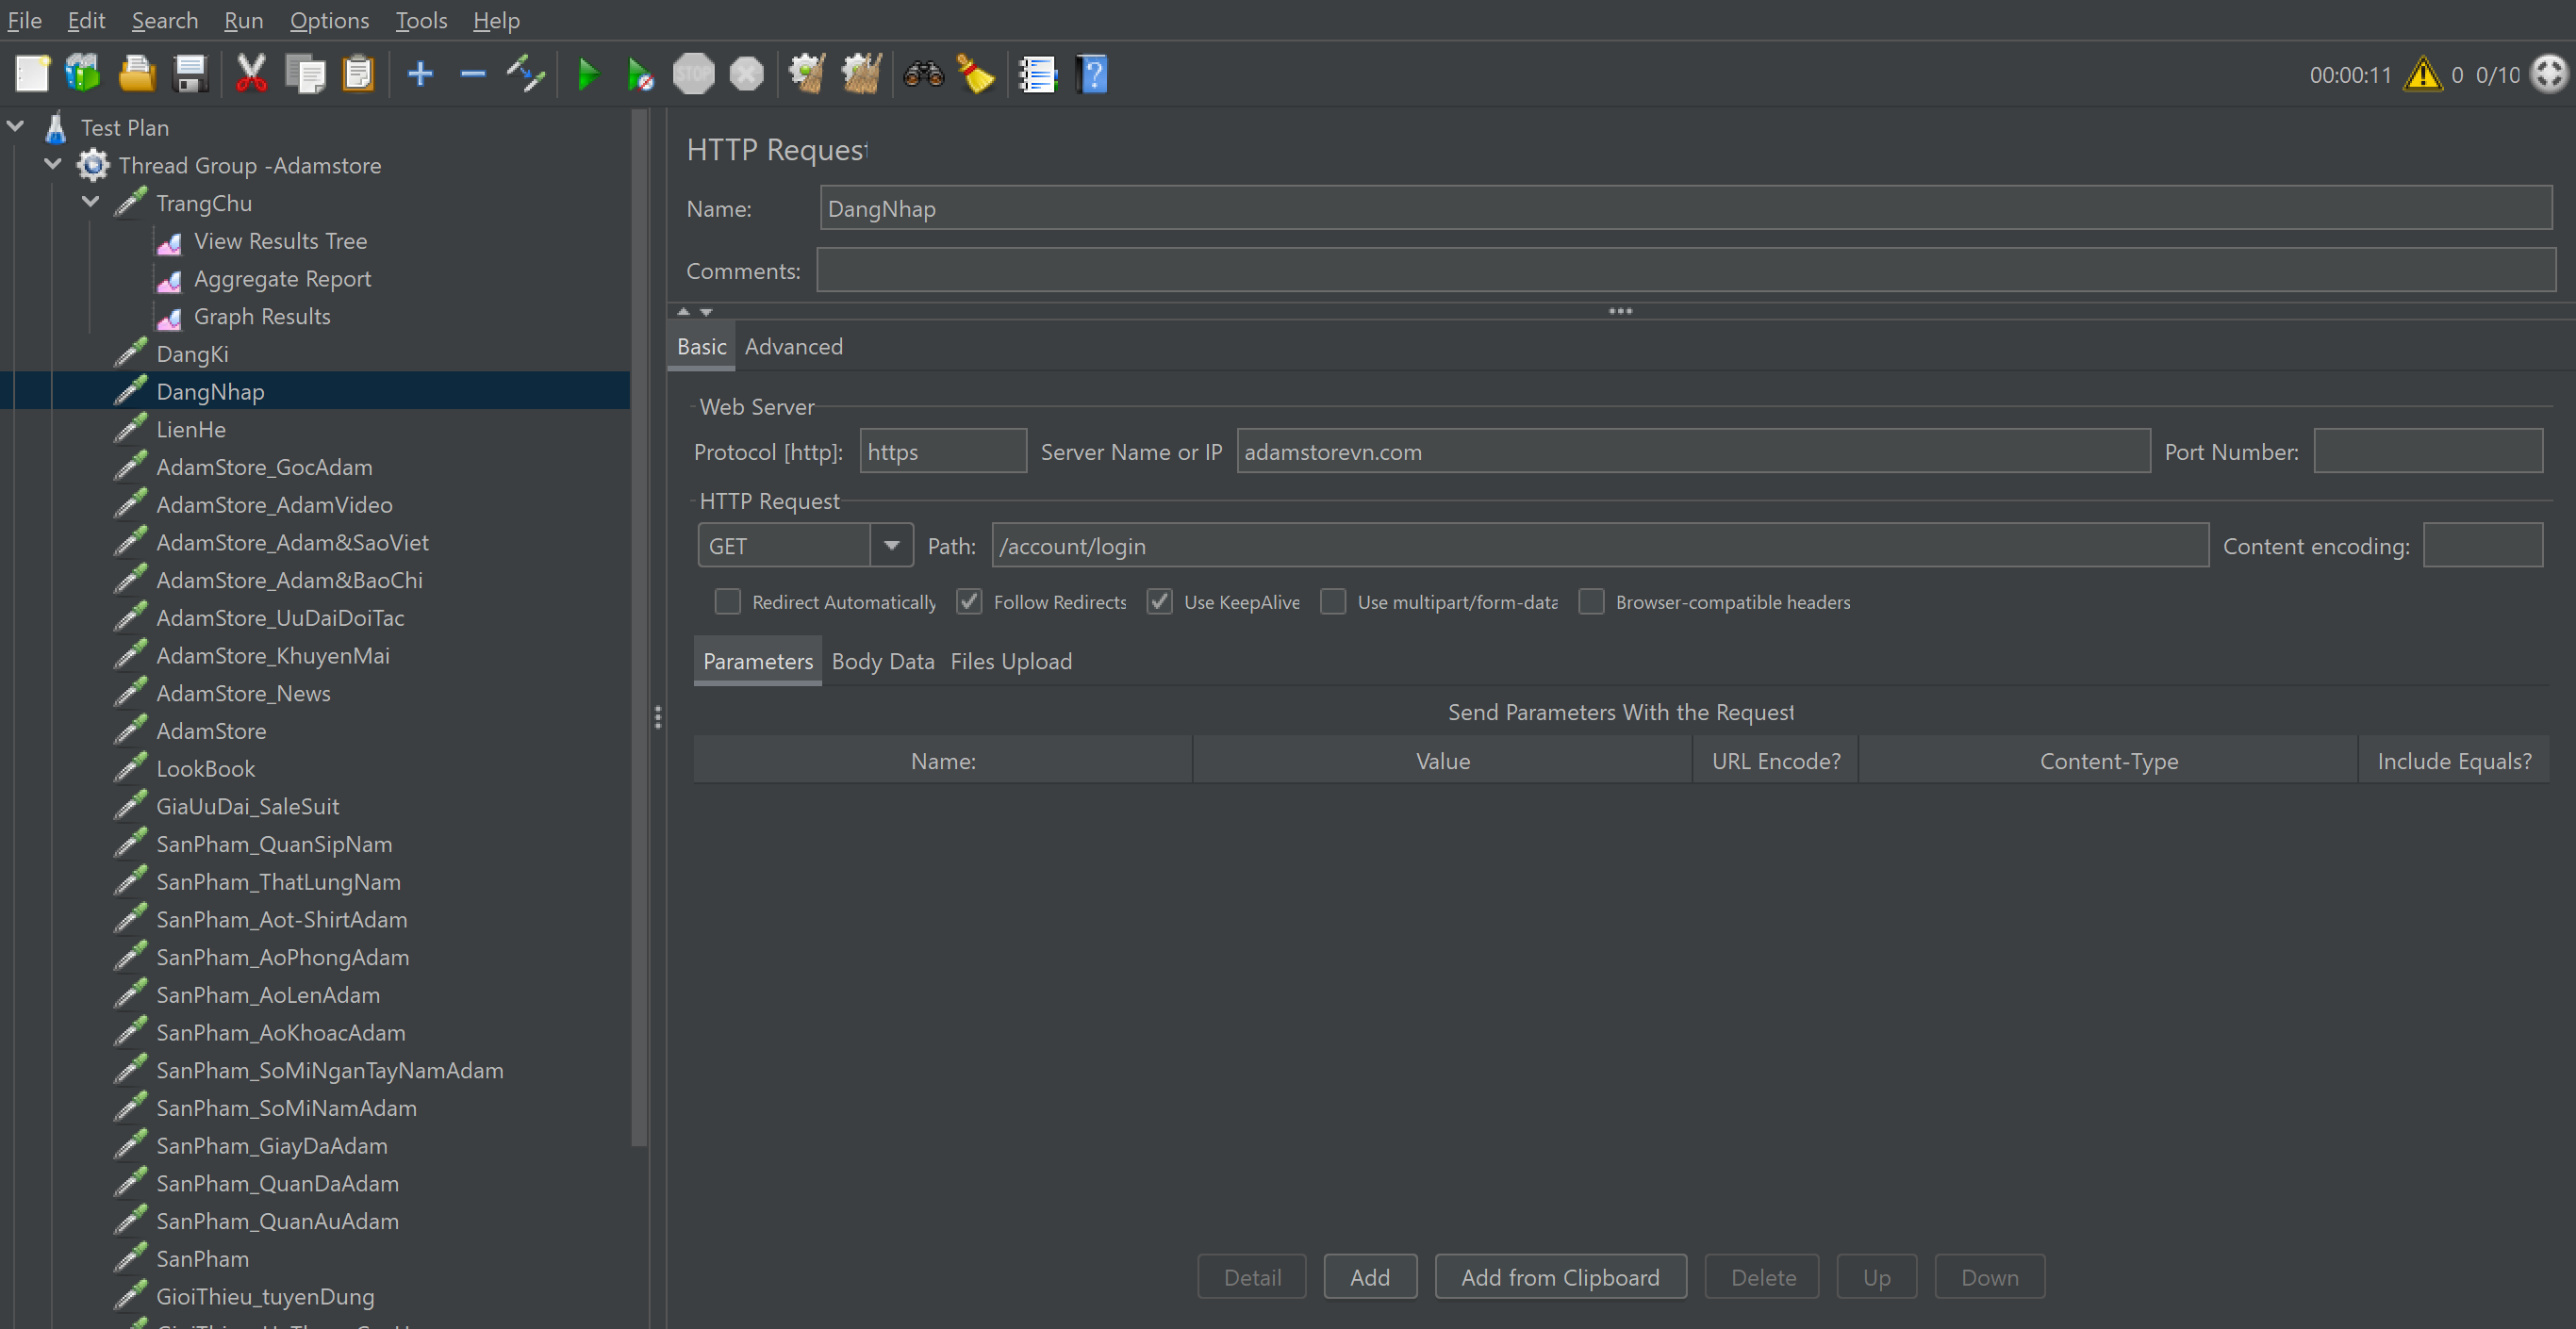 File Edit Search Run Options Tools Help
STOP
00:00:11 0 0/10
Test Plan
Thread Group -Adamstore
TrangChu
View Results Tree
Aggregate Report
Graph Results
DangKi
DangNhap
LienHe
AdamStore_GocAdam
AdamStore_AdamVideo
AdamStore_Adam&SaoViet
AdamStore_Adam&BaoChi
AdamStore_UuDaiDoiTac
AdamStore_KhuyenMai
AdamStore_News
AdamStore
LookBook
GiaUuDai_SaleSuit
SanPham_QuanSipNam
SanPham_ThatLungNam
SanPham_Aot-ShirtAdam
SanPham_AoPhongAdam
SanPham_AoLenAdam
SanPham_AoKhoacAdam
SanPham_SoMiNganTayNamAdam
SanPham_SoMiNamAdam
SanPham_GiayDaAdam
SanPham_QuanDaAdam
SanPham_QuanAuAdam
SanPham
GioiThieu_tuyenDung
HTTP Request
Name: DangNhap
Comments:
Basic Advanced
Web Server
Protocol [http]: https Server Name or IP adamstorevn.com Port Number:
HTTP Request
GET Path: /account/login Content encoding:
Redirect Automatically Follow Redirects Use KeepAlive Use multipart/form-data Browser-compatible headers
Parameters Body Data Files Upload
Send Parameters With the Request
Name: Value URL Encode? Content-Type Include Equals?
Detail Add Add from Clipboard Delete Up Down